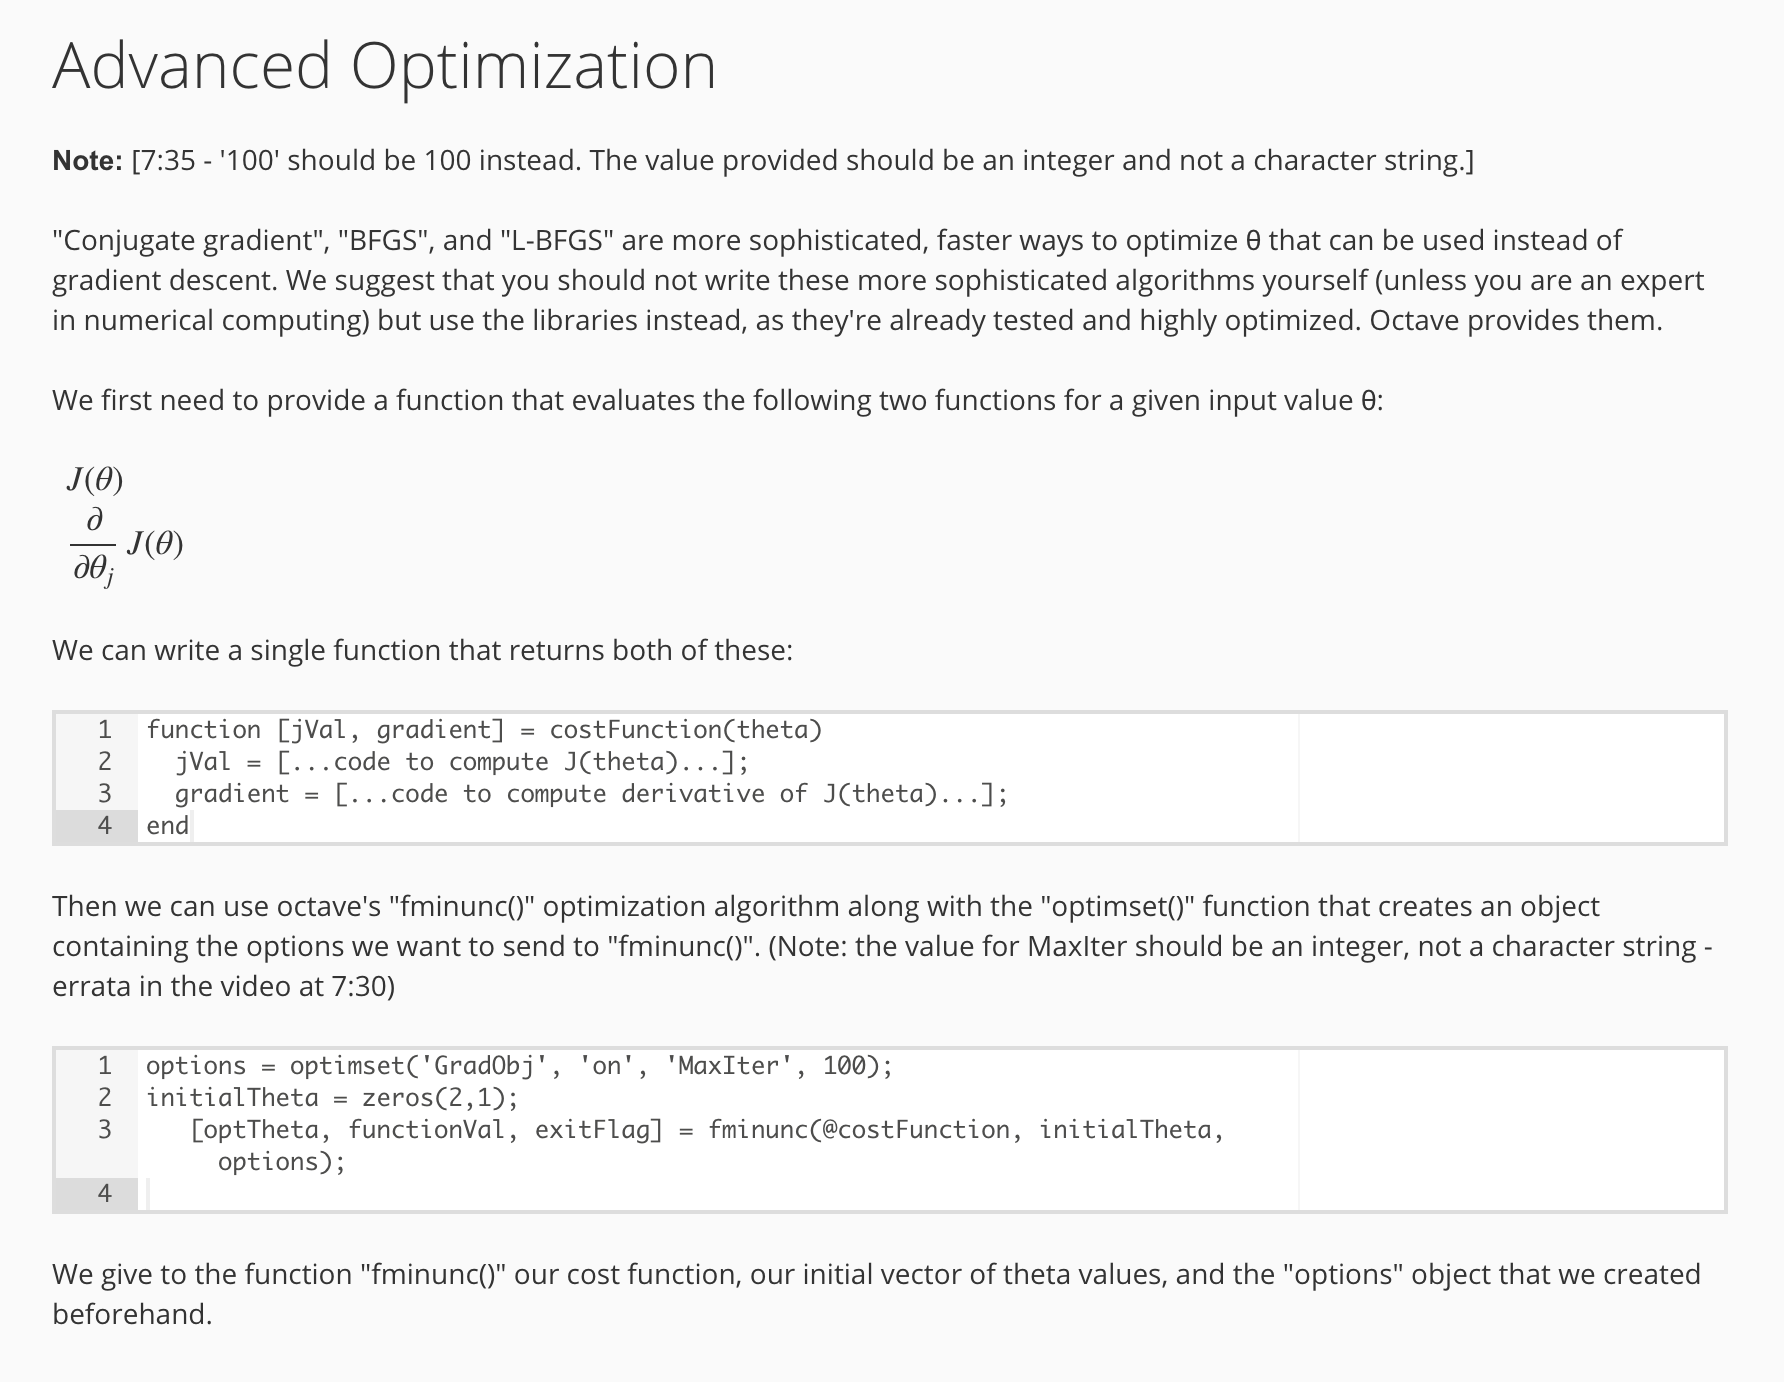 Advanced Optimization
Note: [7:35 - '100' should be 100 instead. The value provided should be an integer and not a character string.]
"Conjugate gradient", "BFGS", and "L-BFGS" are more sophisticated, faster ways to optimize θ that can be used instead of
gradient descent. We suggest that you should not write these more sophisticated algorithms yourself (unless you are an expert
in numerical computing) but use the libraries instead, as they're already tested and highly optimized. Octave provides them.
We first need to provide a function that evaluates the following two functions for a given input value θ:
J(θ)
∂
∂θj J(θ)
We can write a single function that returns both of these:
1 function [jVal, gradient] = costFunction(theta)
2 jVal = [...code to compute J(theta)...];
3 gradient = [...code to compute derivative of J(theta)...];
4 end
Then we can use octave's "fminunc()" optimization algorithm along with the "optimset()" function that creates an object
containing the options we want to send to "fminunc()". (Note: the value for MaxIter should be an integer, not a character string -
errata in the video at 7:30)
1 options = optimset('GradObj', 'on', 'MaxIter', 100);
2 initialTheta = zeros(2,1);
3 [optTheta, functionVal, exitFlag] = fminunc(@costFunction, initialTheta,
options);
4
We give to the function "fminunc()" our cost function, our initial vector of theta values, and the "options" object that we created
beforehand.